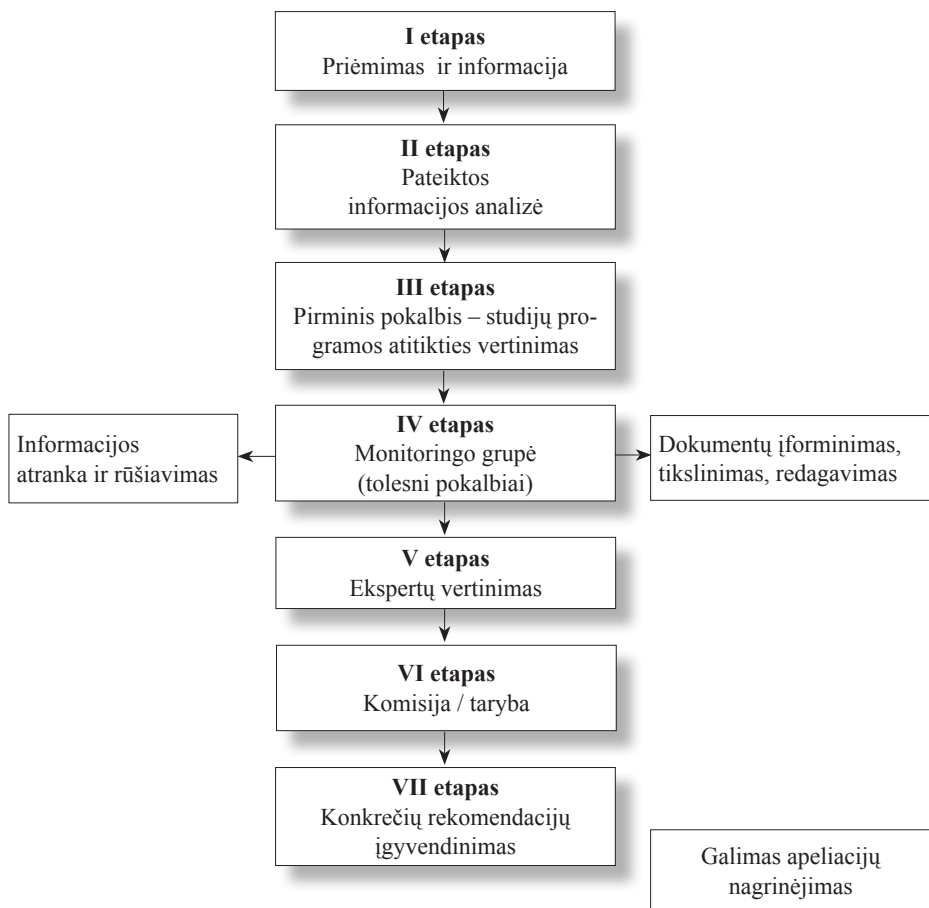 I etapas
Priėmimas ir informacija
II etapas
Pateiktos
informacijos analizė
III etapas
Pirminis pokalbis – studijų pro-
gramos atitikties vertinimas
IV etapas
Monitoringo grupė
(tolesni pokalbiai)
Informacijos
atranka ir rūšiavimas
Dokumentų įforminimas,
tikslinimas, redagavimas
V etapas
Ekspertų vertinimas
VI etapas
Komisija / taryba
VII etapas
Konkrečių rekomendacijų
įgyvendinimas
Galimas apeliacijų
nagrinėjimas